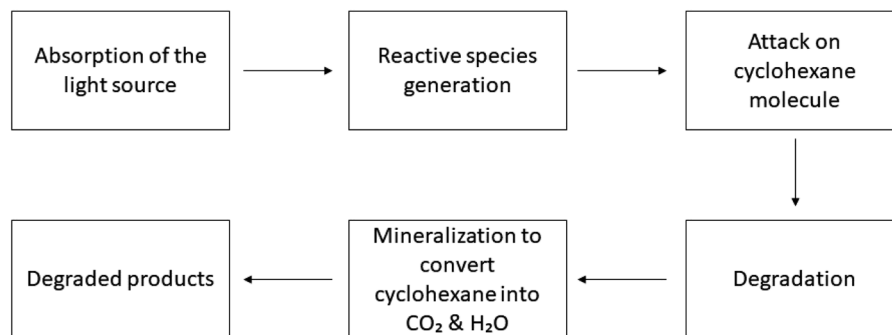 Absorption of the
light source
Reactive species
generation
Attack on
cyclohexane
molecule
Degradation
Mineralization to
convert
cyclohexane into
CO₂ & H₂O
Degraded products